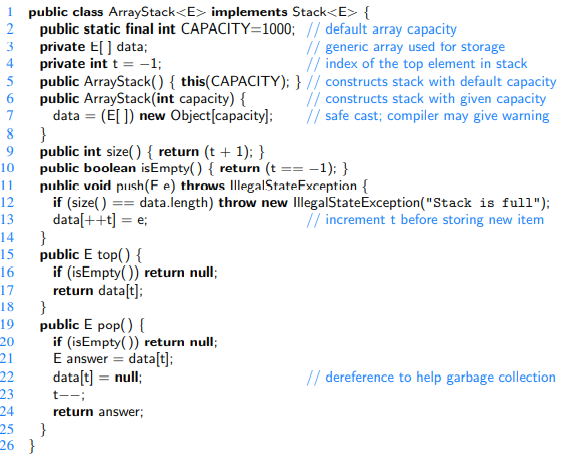 1 public class ArrayStack<E> implements Stack<E> {
2 public static final int CAPACITY=1000; // default array capacity
3 private E[ ] data; // generic array used for storage
4 private int t = −1; // index of the top element in stack
5 public ArrayStack( ) { this(CAPACITY); } // constructs stack with default capacity
6 public ArrayStack(int capacity) { // constructs stack with given capacity
7 data = (E[ ]) new Object[capacity]; // safe cast; compiler may give warning
8 }
9 public int size( ) { return (t + 1); }
10 public boolean isEmpty( ) { return (t == −1); }
11 public void push(E e) throws IllegalStateException {
12 if (size( ) == data.length) throw new IllegalStateException("Stack is full");
13 data[++t] = e; // increment t before storing new item
14 }
15 public E top( ) {
16 if (isEmpty( )) return null;
17 return data[t];
18 }
19 public E pop( ) {
20 if (isEmpty( )) return null;
21 E answer = data[t];
22 data[t] = null; // dereference to help garbage collection
23 t−−;
24 return answer;
25 }
26 }